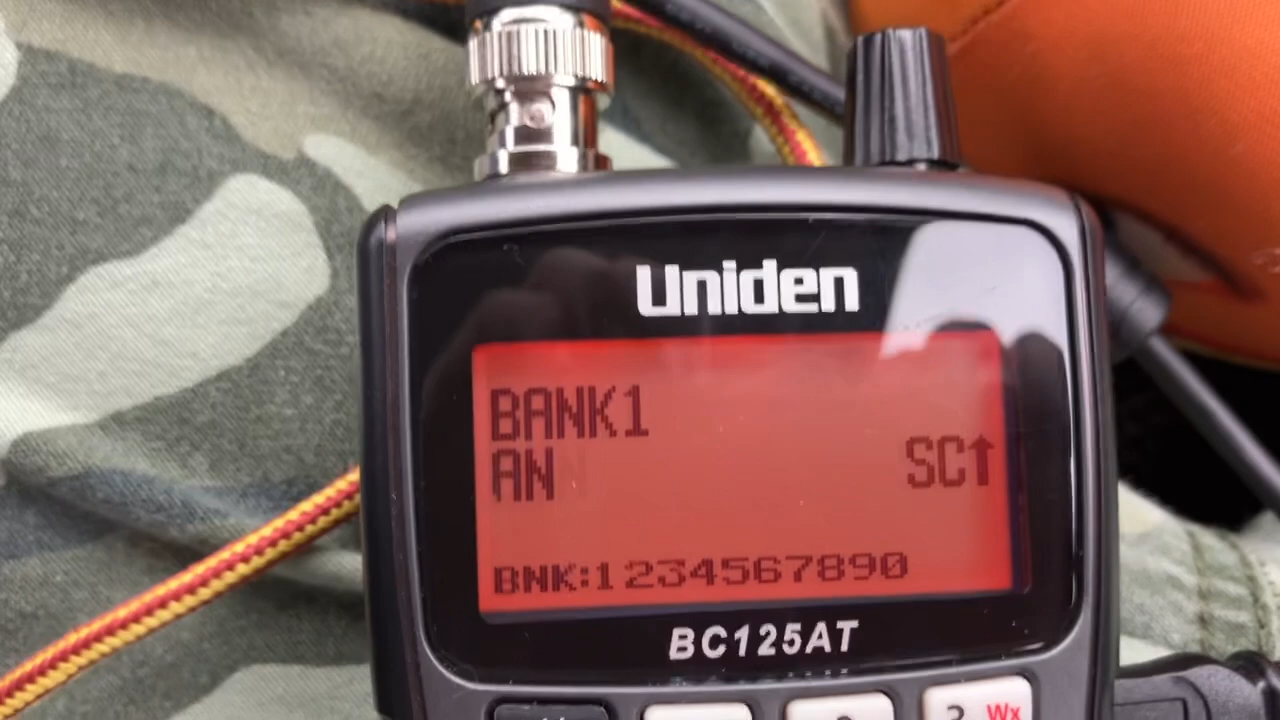 Uniden
BANK1
AN SC↑
BNK:1234567890
BC125AT
Wx